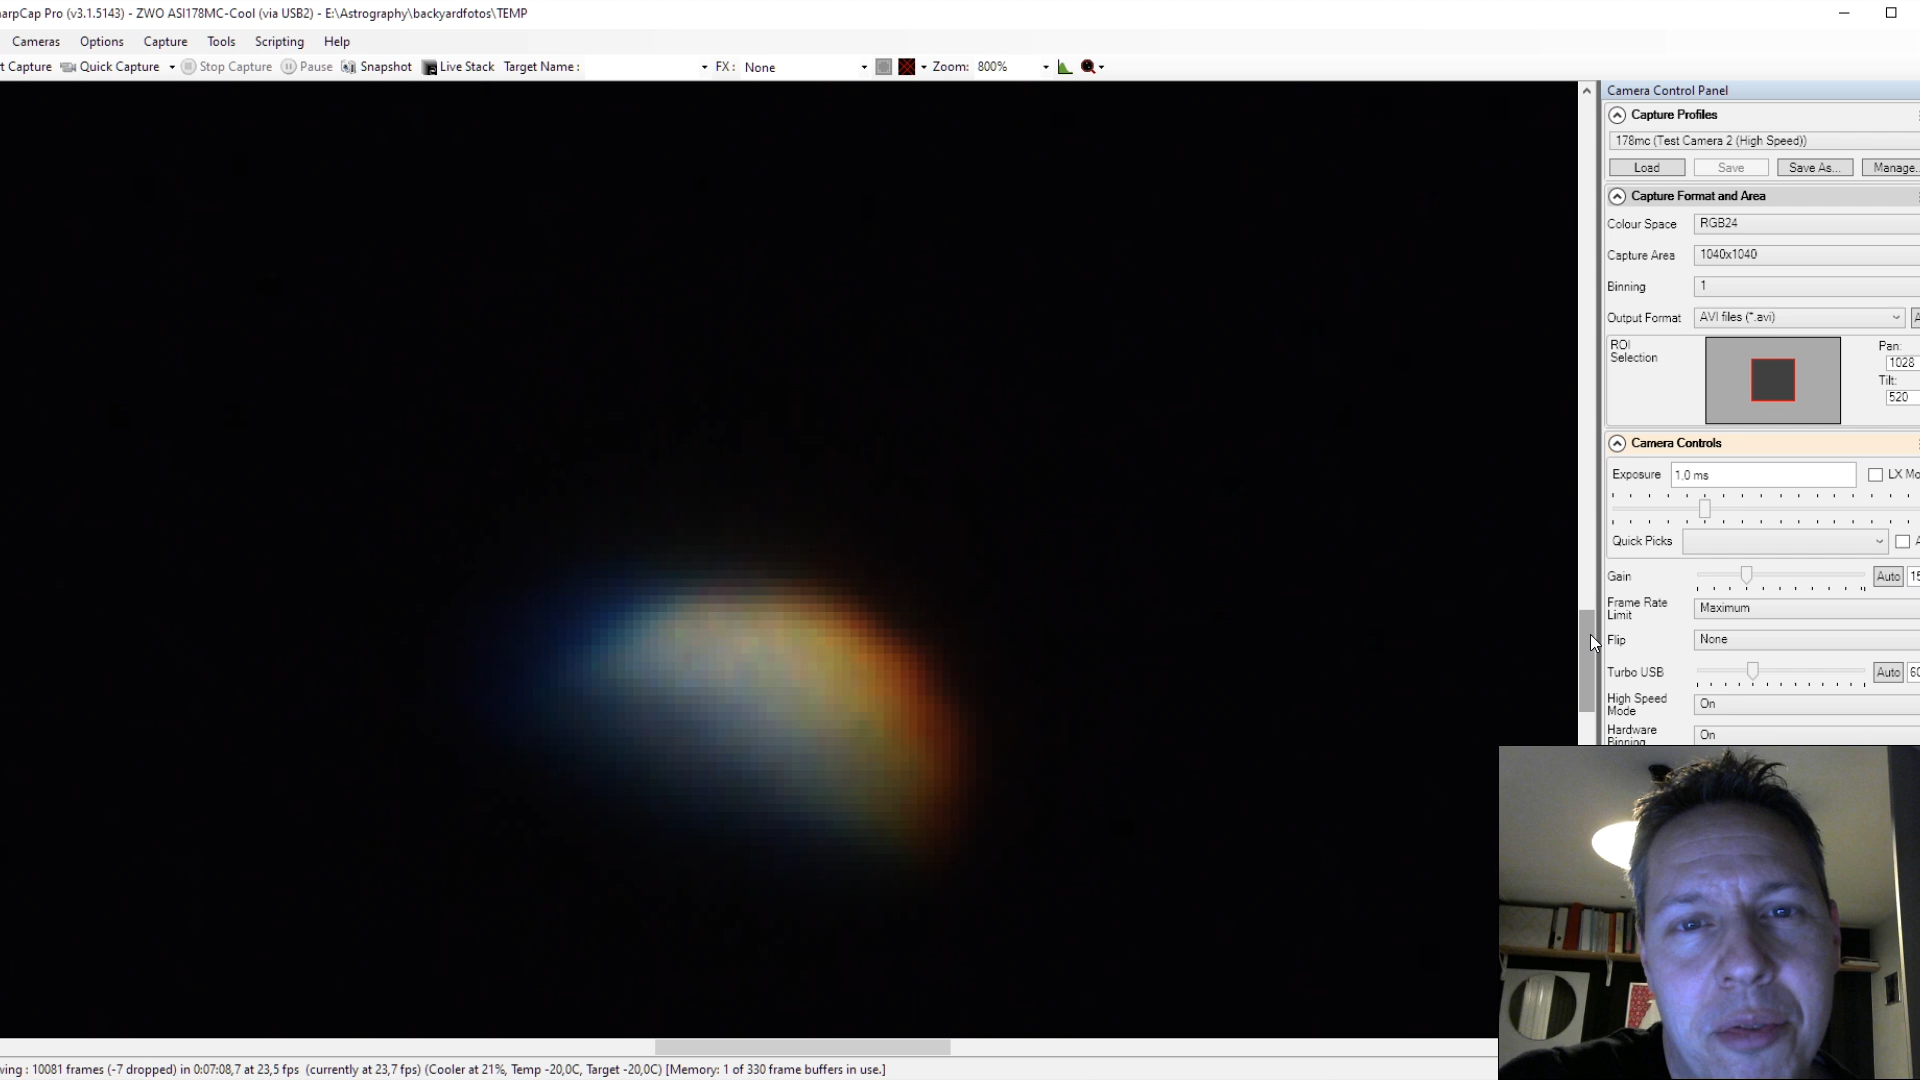 arpCap Pro (v3.1.5143) - ZWO ASI178MC-Cool (via USB2) - E:\Astrography\backyardfotos\TEMP
Cameras Options Capture Tools Scripting Help
t Capture Quick Capture Stop Capture Pause Snapshot Live Stack Target Name : FX : None Zoom: 800%
Camera Control Panel
Capture Profiles
178mc (Test Camera 2 (High Speed))
Load Save Save As... Manage..
Capture Format and Area
Colour Space RGB24
Capture Area 1040x1040
Binning 1
Output Format AVI files (*.avi) A
ROI Selection
Pan:
1028
Tilt:
520
Camera Controls
Exposure 1,0 ms LX Mo
Quick Picks A
Gain Auto 15
Frame Rate Limit Maximum
Flip None
Turbo USB Auto 60
High Speed Mode On
Hardware Binning On
ving : 10081 frames (-7 dropped) in 0:07:08,7 at 23,5 fps (currently at 23,7 fps) (Cooler at 21%, Temp -20,0C, Target -20,0C) [Memory: 1 of 330 frame buffers in use.]